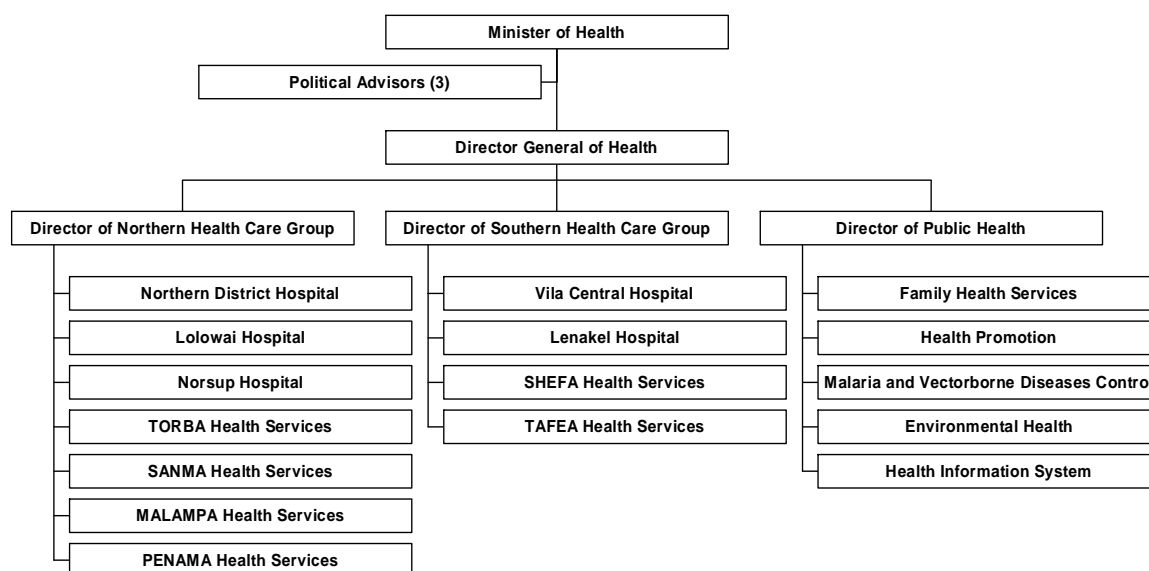 Minister of Health
Political Advisors (3)
Director General of Health
Director of Northern Health Care Group
Northern District Hospital
Lolowai Hospital
Norsup Hospital
TORBA Health Services
SANMA Health Services
MALAMPA Health Services
PENAMA Health Services
Director of Southern Health Care Group
Vila Central Hospital
Lenakel Hospital
SHEFA Health Services
TAFEA Health Services
Director of Public Health
Family Health Services
Health Promotion
Malaria and Vectorborne Diseases Contro
Environmental Health
Health Information System